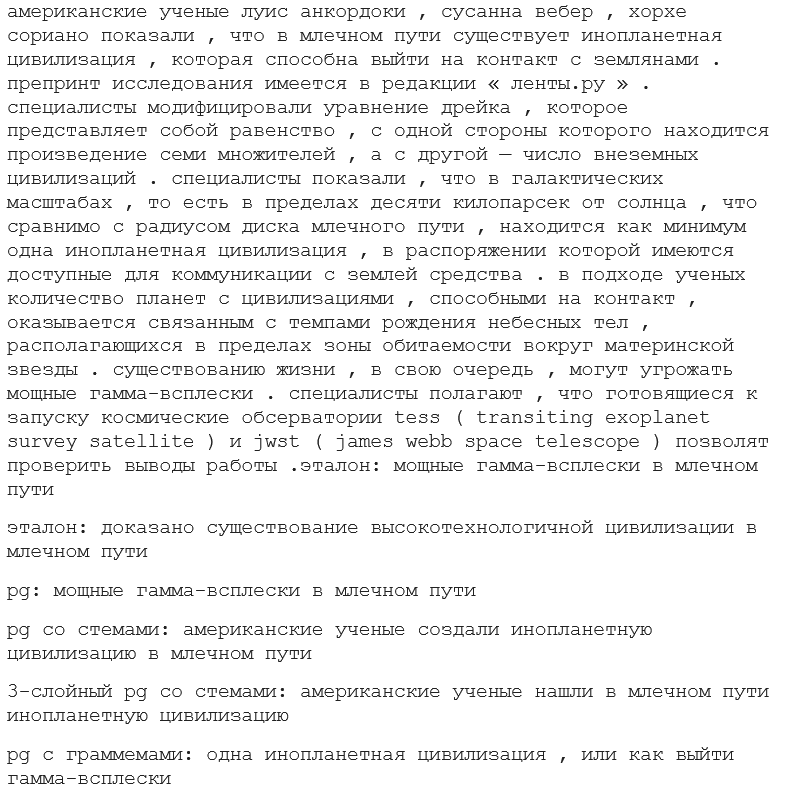 американские ученые луис анкордоки , сусанна вебер , хорхе
сориано показали , что в млечном пути существует инопланетная
цивилизация , которая способна выйти на контакт с землянами .
препринт исследования имеется в редакции « ленты.ру » .
специалисты модифицировали уравнение дрейка , которое
представляет собой равенство , с одной стороны которого находится
произведение семи множителей , а с другой — число внеземных
цивилизаций . специалисты показали , что в галактических
масштабах , то есть в пределах десяти килопарсек от солнца , что
сравнимо с радиусом диска млечного пути , находится как минимум
одна инопланетная цивилизация , в распоряжении которой имеются
доступные для коммуникации с землей средства . в подходе ученых
количество планет с цивилизациями , способными на контакт ,
оказывается связанным с темпами рождения небесных тел ,
располагающихся в пределах зоны обитаемости вокруг материнской
звезды . существованию жизни , в свою очередь , могут угрожать
мощные гамма-всплески . специалисты полагают , что готовящиеся к
запуску космические обсерватории tess ( transiting exoplanet
survey satellite ) и jwst ( james webb space telescope ) позволят
проверить выводы работы .эталон: мощные гамма-всплески в млечном
пути
эталон: доказано существование высокотехнологичной цивилизации в
млечном пути
pg: мощные гамма-всплески в млечном пути
pg со стемами: американские ученые создали инопланетную
цивилизацию в млечном пути
3-слойный pg со стемами: американские ученые нашли в млечном пути
инопланетную цивилизацию
pg с граммемами: одна инопланетная цивилизация , или как выйти
гамма-всплески